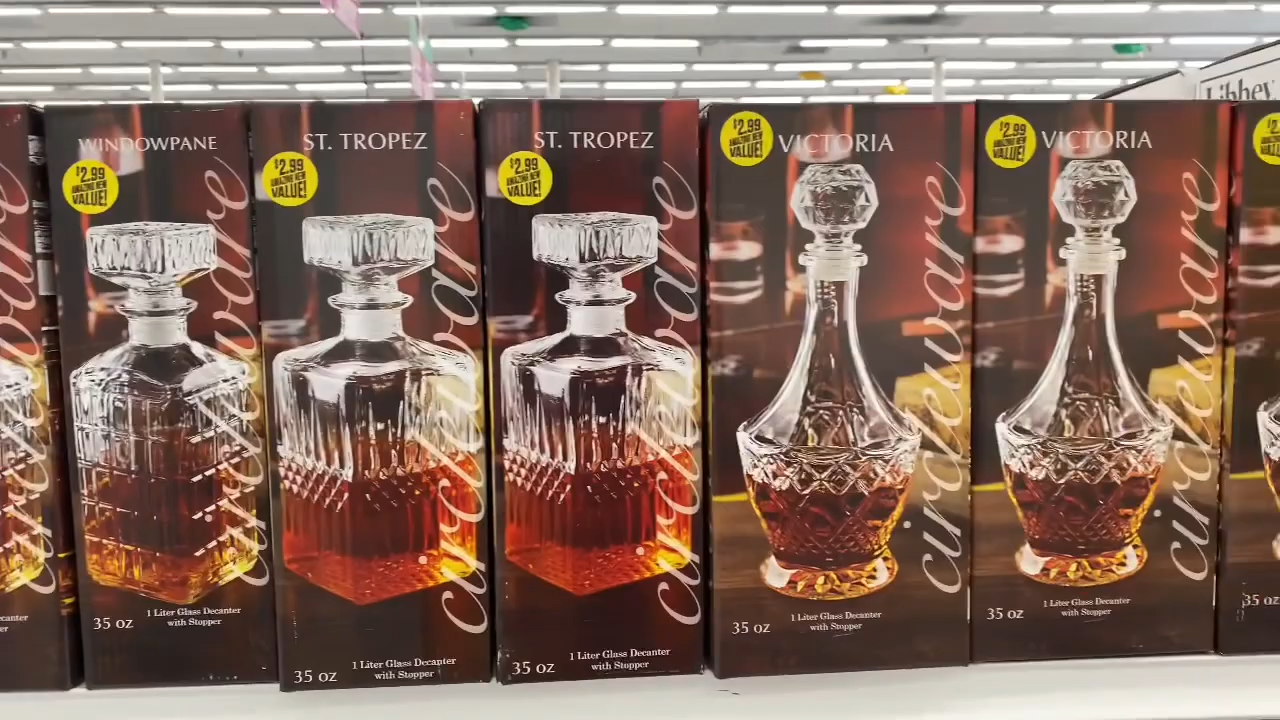 Libbey
WINDOWPANE
$2.99
AMAZING NEW
VALUE!
circleware
35 oz
1 Liter Glass Decanter
with Stopper
ST. TROPEZ
$2.99
AMAZING NEW
VALUE!
circleware
35 oz
1 Liter Glass Decanter
with Stopper
ST. TROPEZ
$2.99
AMAZING NEW
VALUE!
circleware
35 oz
1 Liter Glass Decanter
with Stopper
VICTORIA
$2.99
AMAZING NEW
VALUE!
circleware
35 oz
1 Liter Glass Decanter
with Stopper
VICTORIA
$2.99
AMAZING NEW
VALUE!
circleware
35 oz
1 Liter Glass Decanter
with Stopper
35 oz